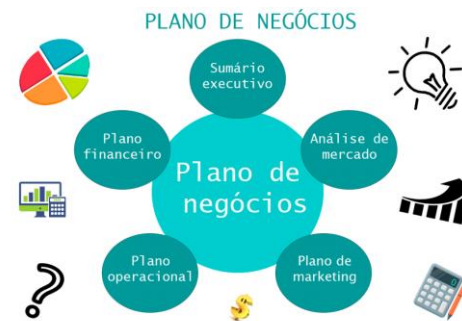 PLANO DE NEGÓCIOS
Sumário
executivo
Plano
financeiro
Análise de
mercado
Plano de
negócios
Plano
operacional
Plano de
marketing